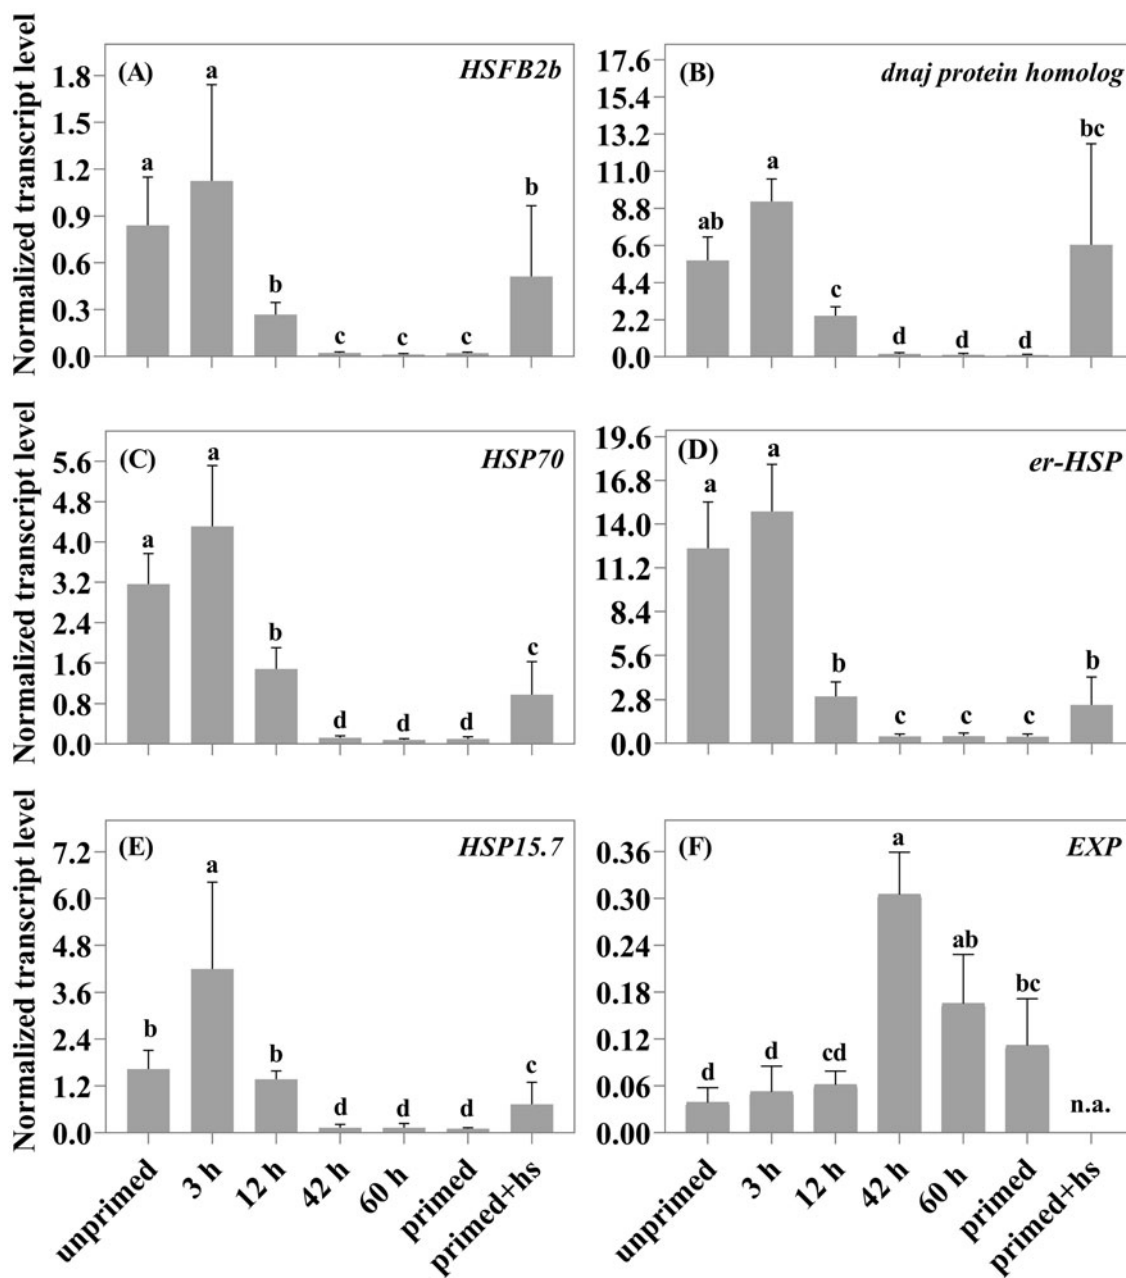 Normalized transcript level
(A)
HSFB2b
1.8
1.5
1.2
0.9
0.6
0.3
0.0
a
a
b
c
c
c
b
(B)
dnaj protein homolog
17.6
15.4
13.2
11.0
8.8
6.6
4.4
2.2
0.0
ab
a
c
d
d
d
bc
Normalized transcript level
(C)
HSP70
5.6
4.8
4.0
3.2
2.4
1.6
0.8
0.0
a
a
b
d
d
d
c
(D)
er-HSP
19.6
16.8
14.0
11.2
8.4
5.6
2.8
0.0
a
a
b
c
c
c
b
Normalized transcript level
(E)
HSP15.7
7.2
6.0
4.8
3.6
2.4
1.2
0.0
b
a
b
d
d
d
c
unprimed
3 h
12 h
42 h
60 h
primed
primed+hs
(F)
EXP
0.36
0.30
0.24
0.18
0.12
0.06
0.00
d
d
cd
a
ab
bc
n.a.
unprimed
3 h
12 h
42 h
60 h
primed
primed+hs